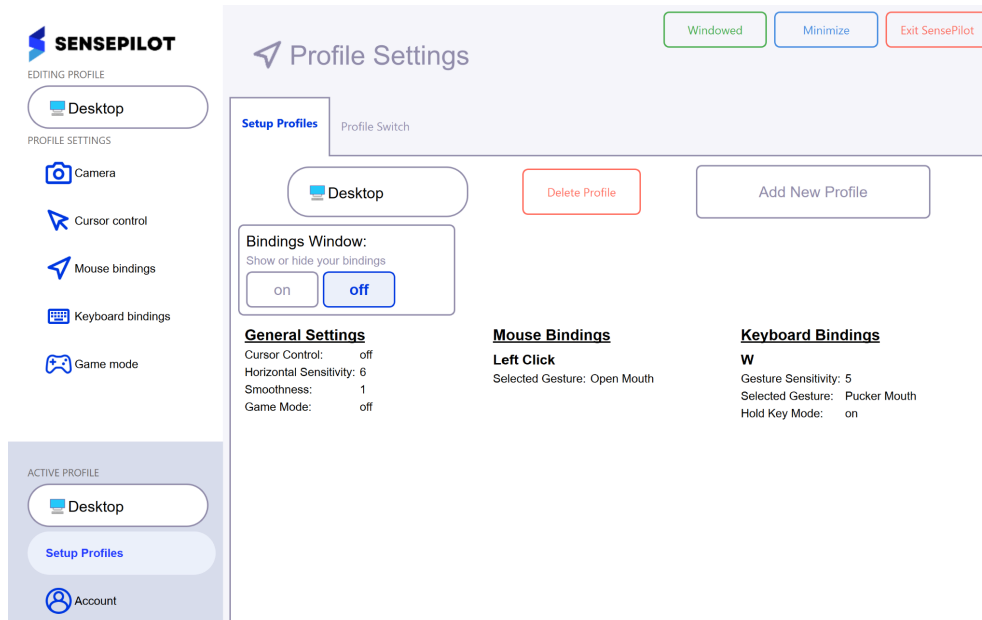 SENSEPILOT
EDITING PROFILE
Desktop
PROFILE SETTINGS
Camera
Cursor control
Mouse bindings
Keyboard bindings
Game mode
ACTIVE PROFILE
Desktop
Setup Profiles
Account
Windowed
Minimize
Exit SensePilot
Profile Settings
Setup Profiles
Profile Switch
Desktop
Delete Profile
Add New Profile
Bindings Window:
Show or hide your bindings
on
off
General Settings
Cursor Control: off
Horizontal Sensitivity: 6
Smoothness: 1
Game Mode: off
Mouse Bindings
Left Click
Selected Gesture: Open Mouth
Keyboard Bindings
W
Gesture Sensitivity: 5
Selected Gesture: Pucker Mouth
Hold Key Mode: on